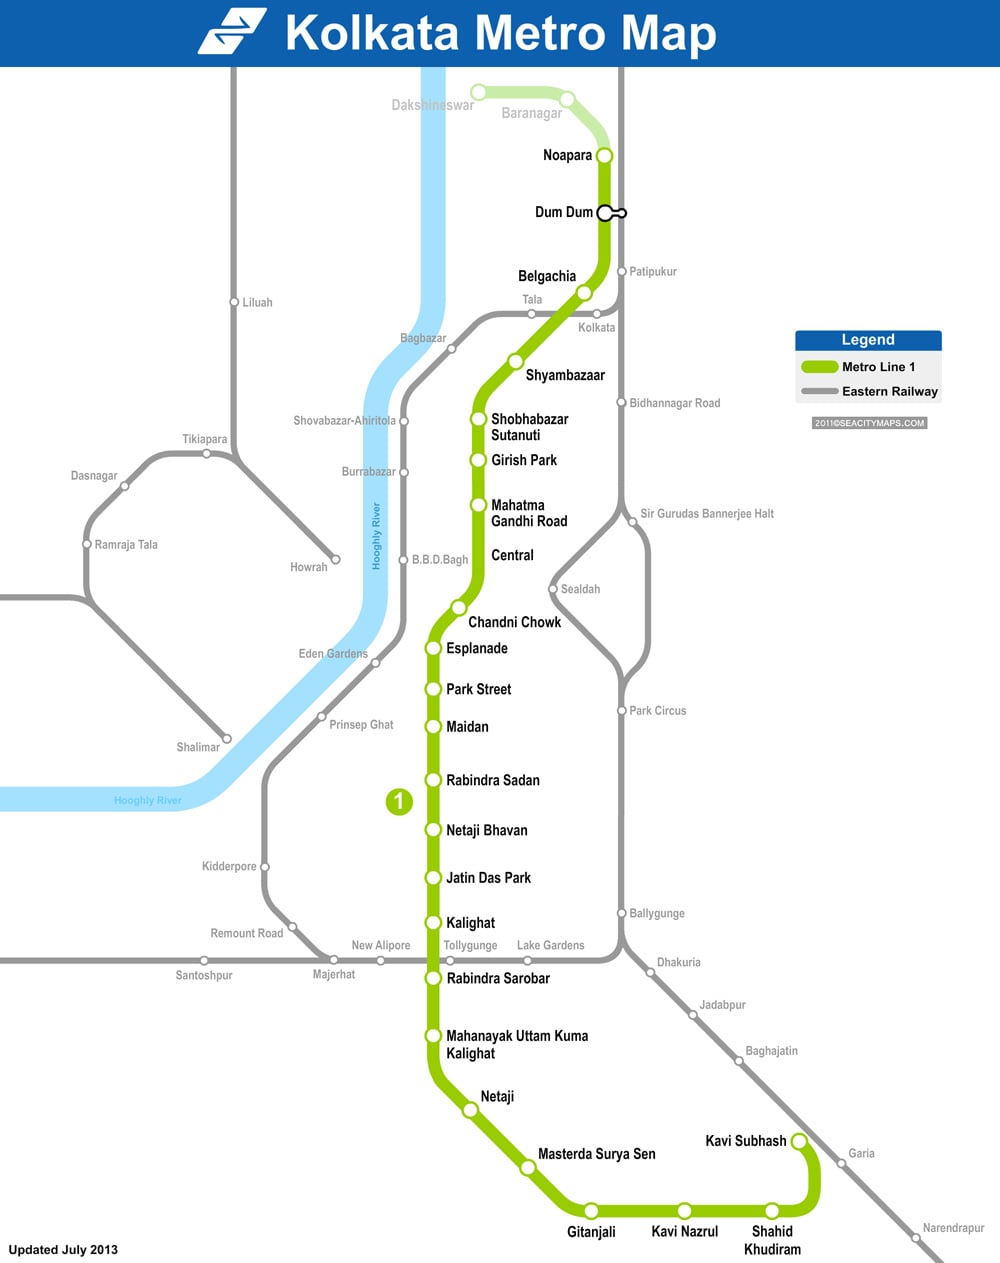 Kolkata Metro Map
Dakshineswar
Baranagar
Noapara
Dum Dum
Belgachia
Patipukur
Tala
Liluah
Kolkata
Bagbazar
Legend
Metro Line 1
Eastern Railway
2011©SEACITYMAPS.COM
Shyambazaar
Bidhannagar Road
Shovabazar-Ahiritola
Shobhabazar
Sutanuti
Tikiapara
Girish Park
Burrabazar
Dasnagar
Mahatma
Gandhi Road
Sir Gurudas Bannerjee Halt
Hooghly River
Ramraja Tala
Central
B.B.D.Bagh
Howrah
Sealdah
Chandni Chowk
Esplanade
Eden Gardens
Park Street
Park Circus
Prinsep Ghat
Maidan
Shalimar
Rabindra Sadan
Hooghly River
1
Netaji Bhavan
Kidderpore
Jatin Das Park
Ballygunge
Kalighat
Remount Road
New Alipore
Tollygunge
Lake Gardens
Dhakuria
Santoshpur
Majerhat
Rabindra Sarobar
Jadabpur
Mahanayak Uttam Kuma
Kalighat
Baghajatin
Netaji
Kavi Subhash
Masterda Surya Sen
Garia
Gitanjali
Kavi Nazrul
Shahid
Khudiram
Narendrapur
Updated July 2013